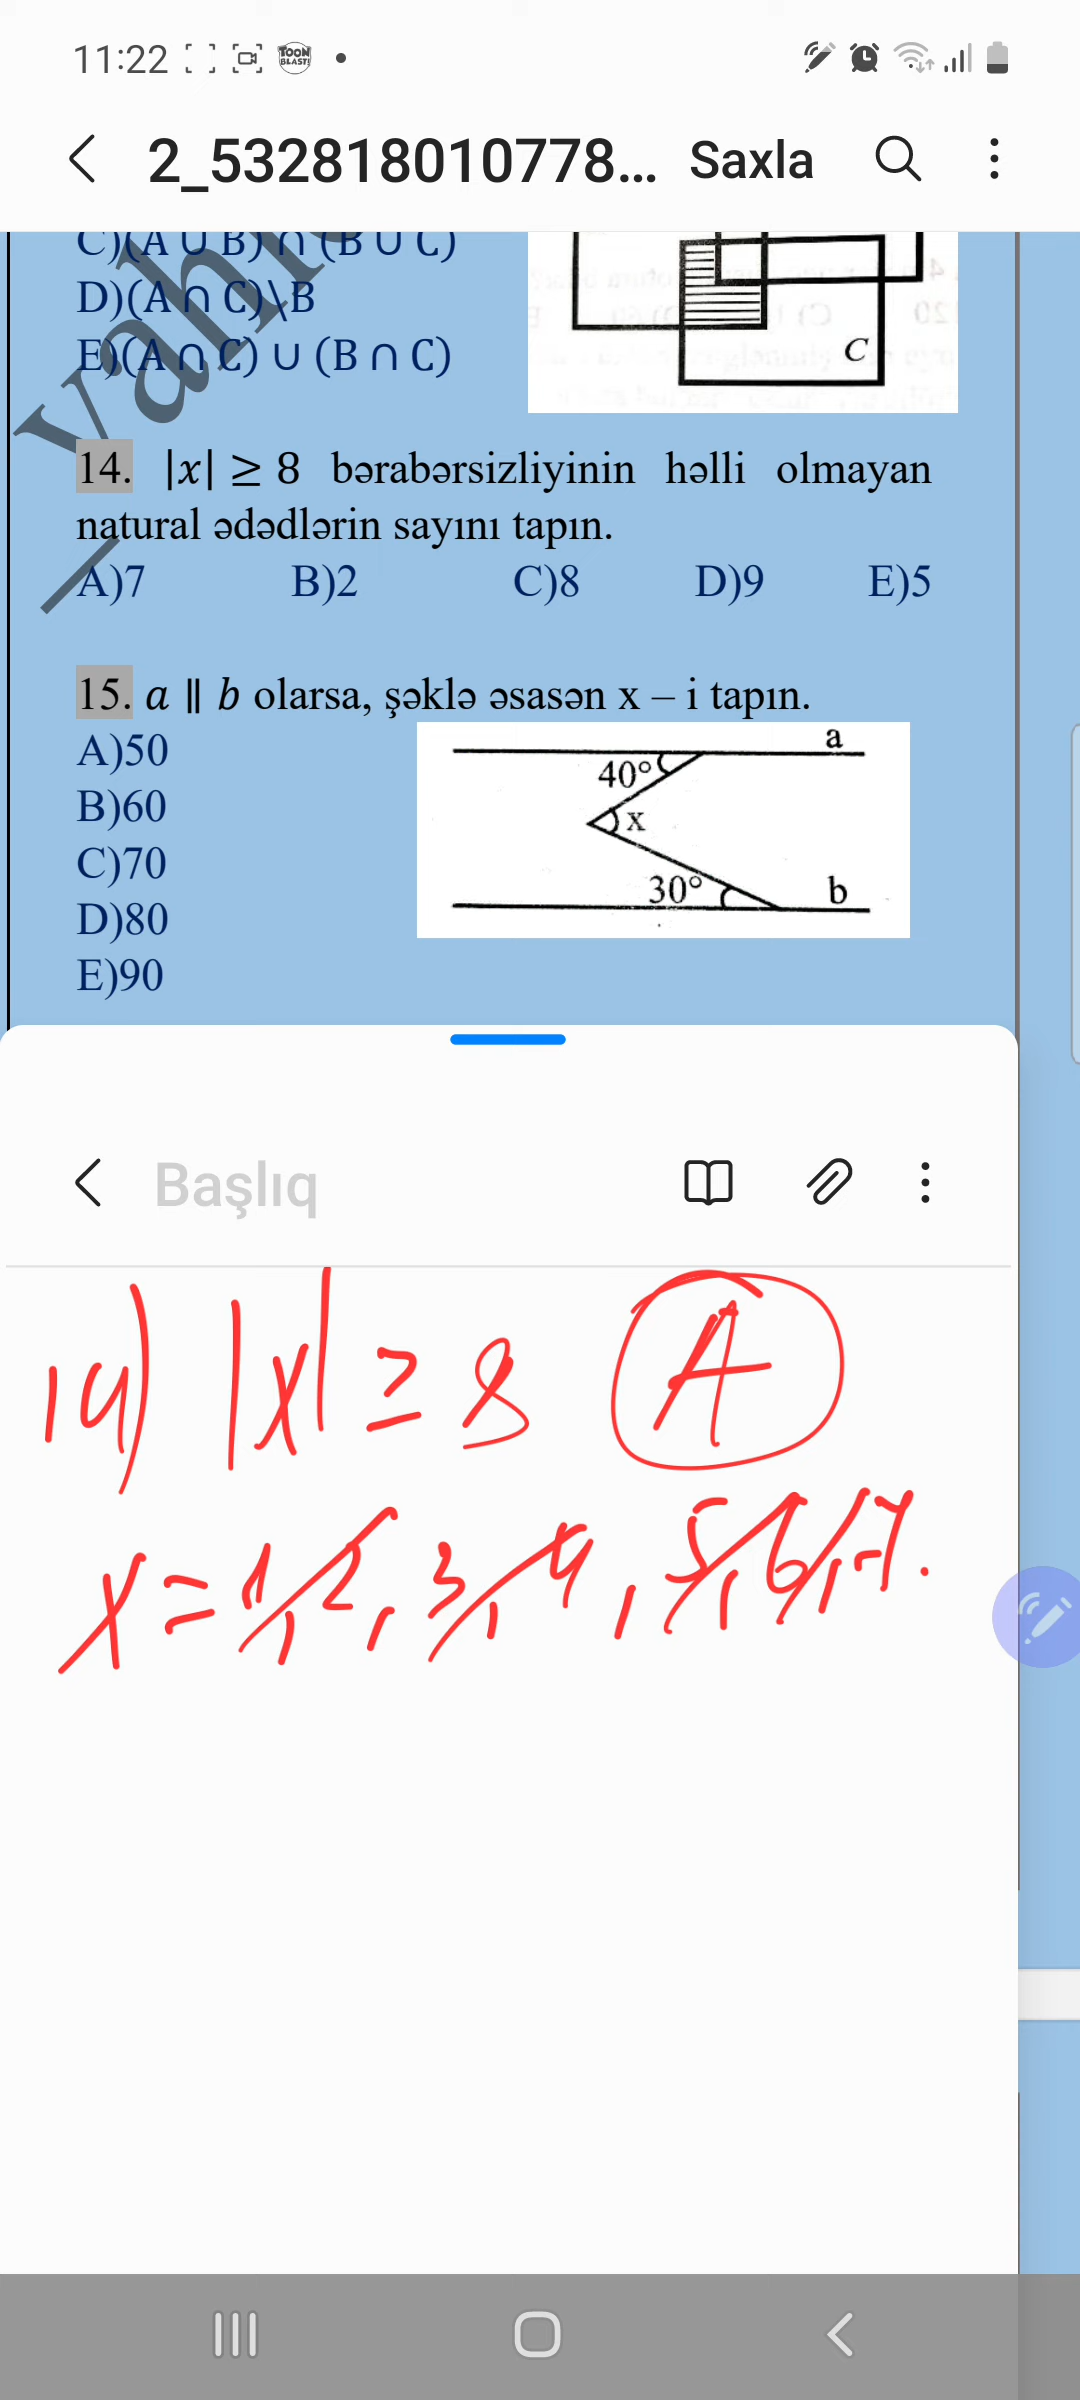 11:22 TOON BLAST!
2_532818010778... Saxla
C)(A ∪ B) ∩ (B ∪ C)
D)(A ∩ C)\B
E)(A ∩ C) ∪ (B ∩ C)
C
14. |x| ≥ 8 bərabərsizliyinin həlli olmayan
natural ədədlərin sayını tapın.
A)7 B)2 C)8 D)9 E)5
15. a ∥ b olarsa, şəklə əsasən x – i tapın.
A)50
B)60
C)70
D)80
E)90
a
40°
x
30° b
Başlıq
14) |x| ≥ 8 A
x = 1, 2, 3, 4, 5, 6, 7.